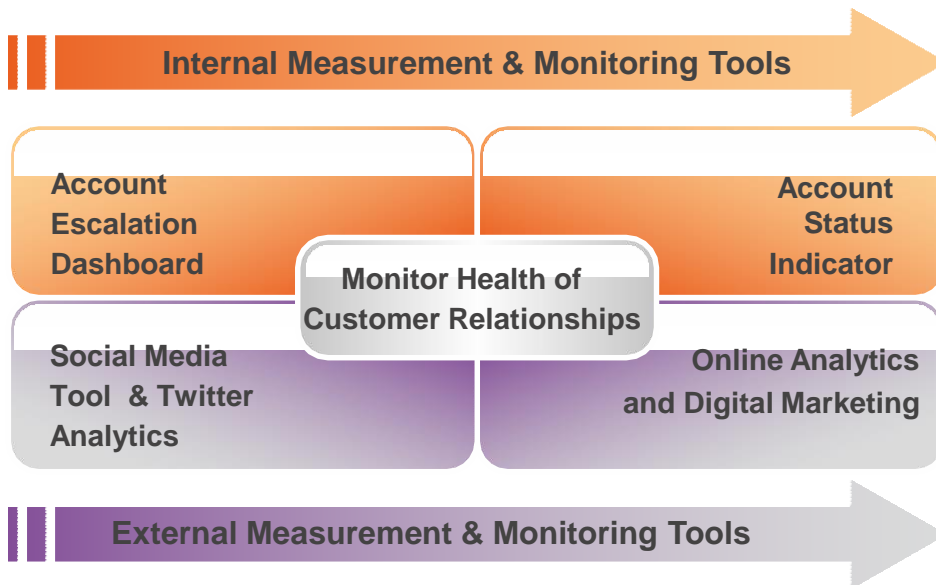 Internal Measurement & Monitoring Tools
Account
Escalation
Dashboard
Account
Status
Indicator
Monitor Health of
Customer Relationships
Social Media
Tool & Twitter
Analytics
Online Analytics
and Digital Marketing
External Measurement & Monitoring Tools